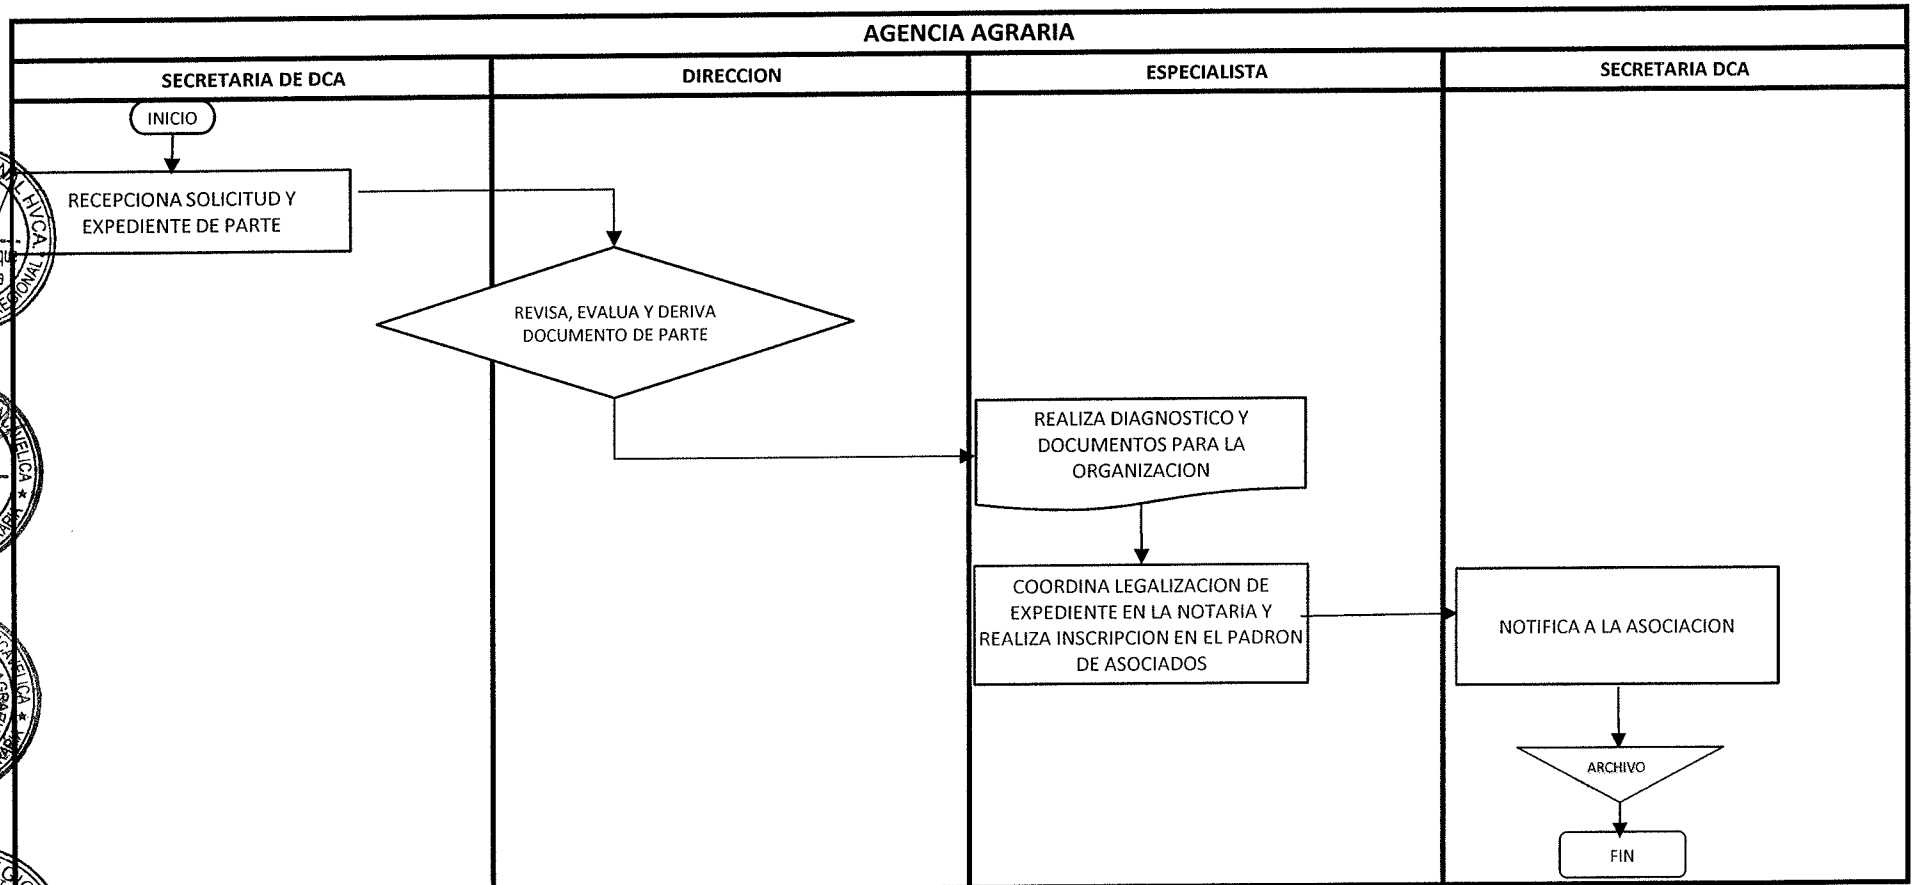 AGENCIA AGRARIA
SECRETARIA DE DCA
DIRECCION
ESPECIALISTA
SECRETARIA DCA
INICIO
RECEPCIONA SOLICITUD Y
EXPEDIENTE DE PARTE
REVISA, EVALUA Y DERIVA
DOCUMENTO DE PARTE
REALIZA DIAGNOSTICO Y
DOCUMENTOS PARA LA
ORGANIZACION
COORDINA LEGALIZACION DE
EXPEDIENTE EN LA NOTARIA Y
REALIZA INSCRIPCION EN EL PADRON
DE ASOCIADOS
NOTIFICA A LA ASOCIACION
ARCHIVO
FIN
HVCA